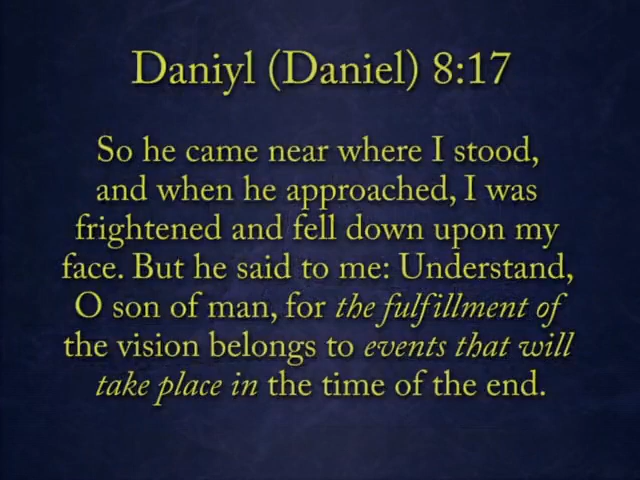 Daniyl (Daniel) 8:17
So he came near where I stood,
and when he approached, I was
frightened and fell down upon my
face. But he said to me: Understand,
O son of man, for the fulfillment of
the vision belongs to events that will
take place in the time of the end.